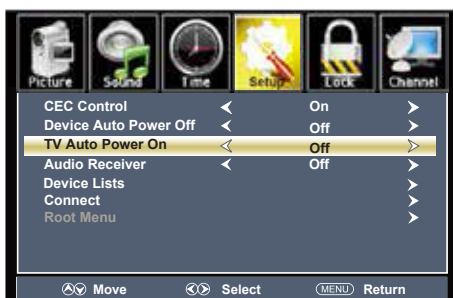 Picture Sound Time Setup Lock Channel
CEC Control On
Device Auto Power Off Off
TV Auto Power On Off
Audio Receiver Off
Device Lists
Connect
Root Menu
Move Select MENU Return